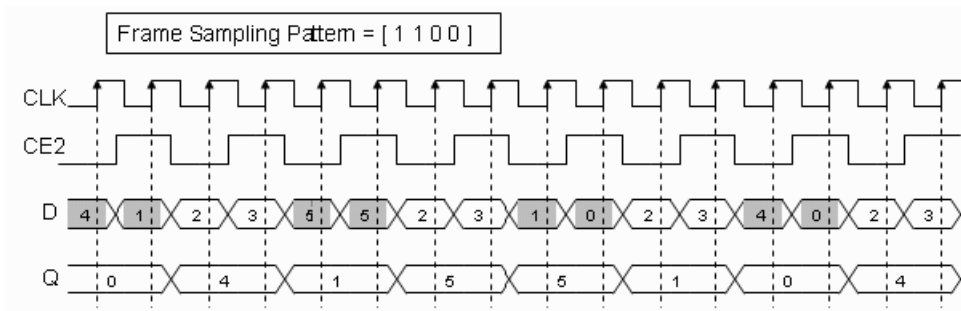 Frame Sampling Pattern = [ 1 1 0 0 ]
CLK
CE2
D 4 1 2 3 5 5 2 3 1 0 2 3 4 0 2 3
Q 0 4 1 5 5 1 0 4